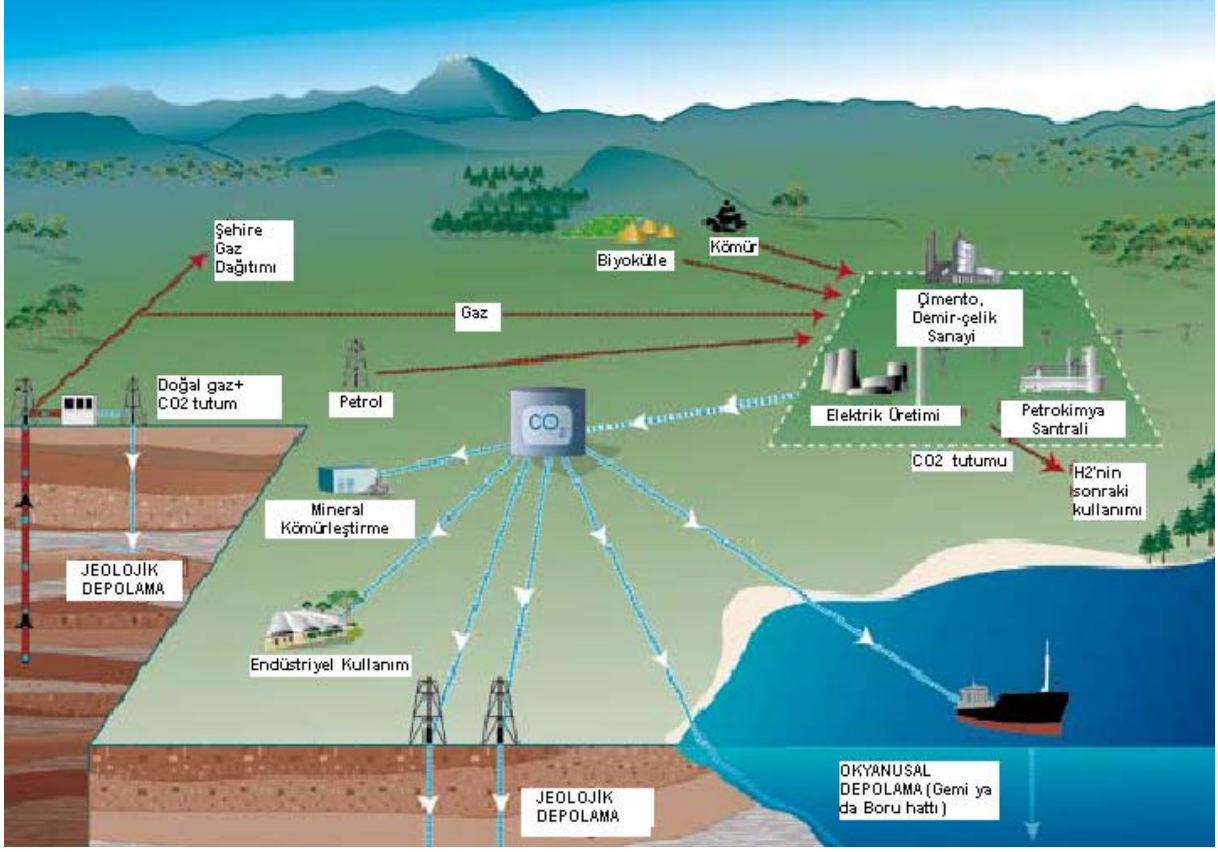 Şehire
Gaz
Dağıtımı
Biyokütle
Kömür
Çimento,
Demir-çelik
Sanayi
Gaz
Doğal gaz+
CO2 tutum
Petrol
CO2
Elektrik Üretimi
Petrokimya
Santrali
CO2 tutumu
H2'nin
sonraki
kullanımı
Mineral
Kömürleştirme
JEOLOJİK
DEPOLAMA
Endüstriyel Kullanım
OKYANUSAL
DEPOLAMA (Gemi ya
da Boru hattı)
JEOLOJİK
DEPOLAMA